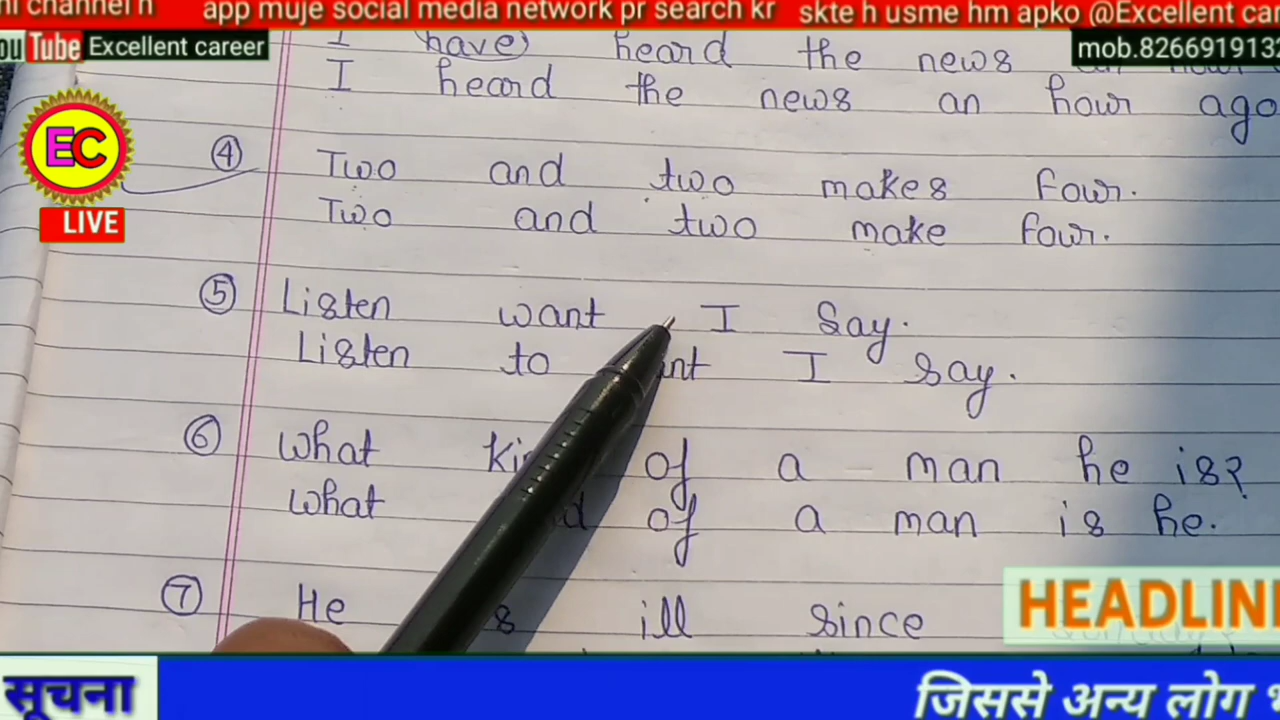 app muje social media network pr search kr skte h usme hm apko @Excellent
Tube Excellent career
mob.826691913
I have) heard the news
I heard the news an hour ago
EC
LIVE
④ Two and two makes four.
Two and two make four.
⑤ Listen want I say.
Listen to I say.
⑥ What of a man he is?
What of a man is he.
⑦ He ill since
HEADLIN
सूचना
जिससे अन्य लोग